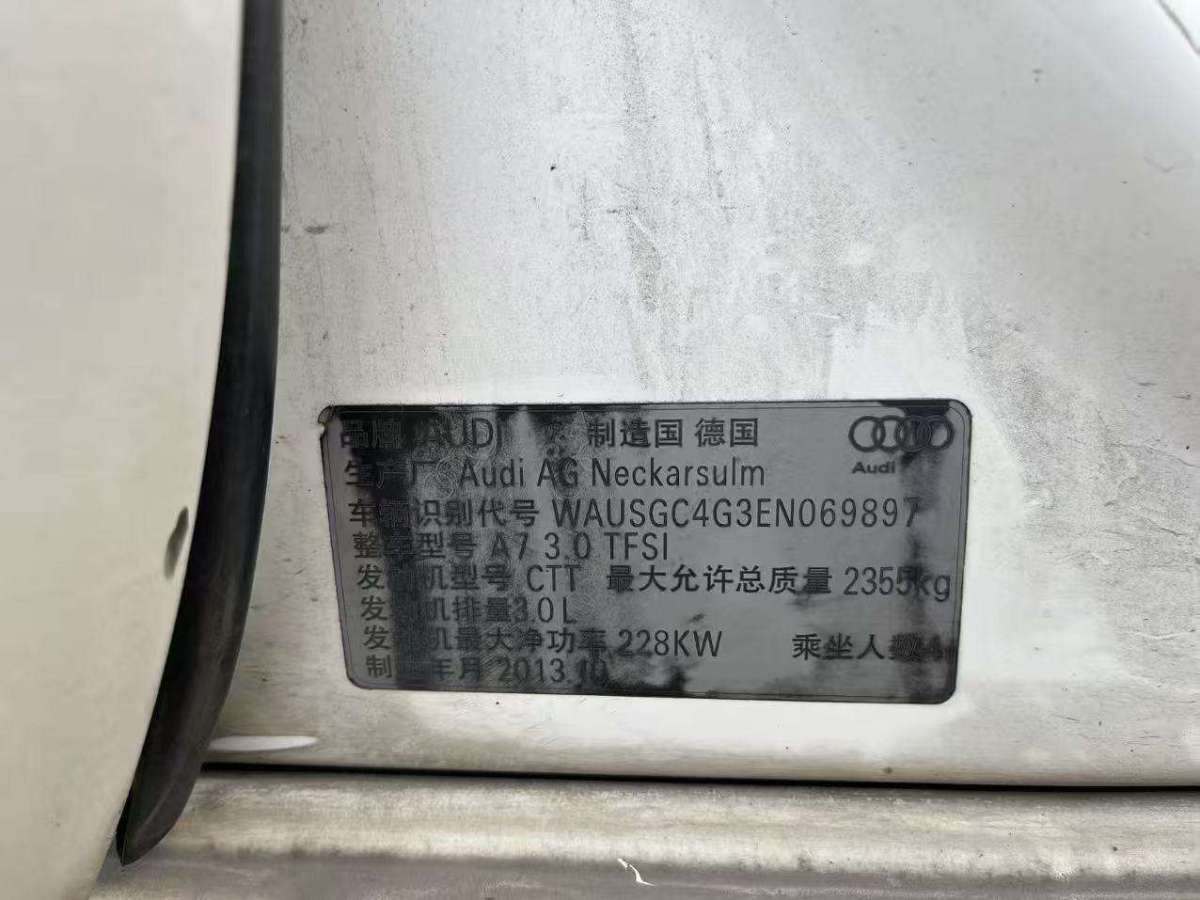 品牌 AUDI 制造国 德国
Audi
生产厂 Audi AG Neckarsulm
车辆识别代号 WAUSGC4G3EN069897
整车型号 A7 3.0 TFSI
发动机型号 CTT 最大允许总质量 2355kg
发动机排量3.0L
发动机最大净功率 228KW 乘坐人数4
制造年月 2013.10